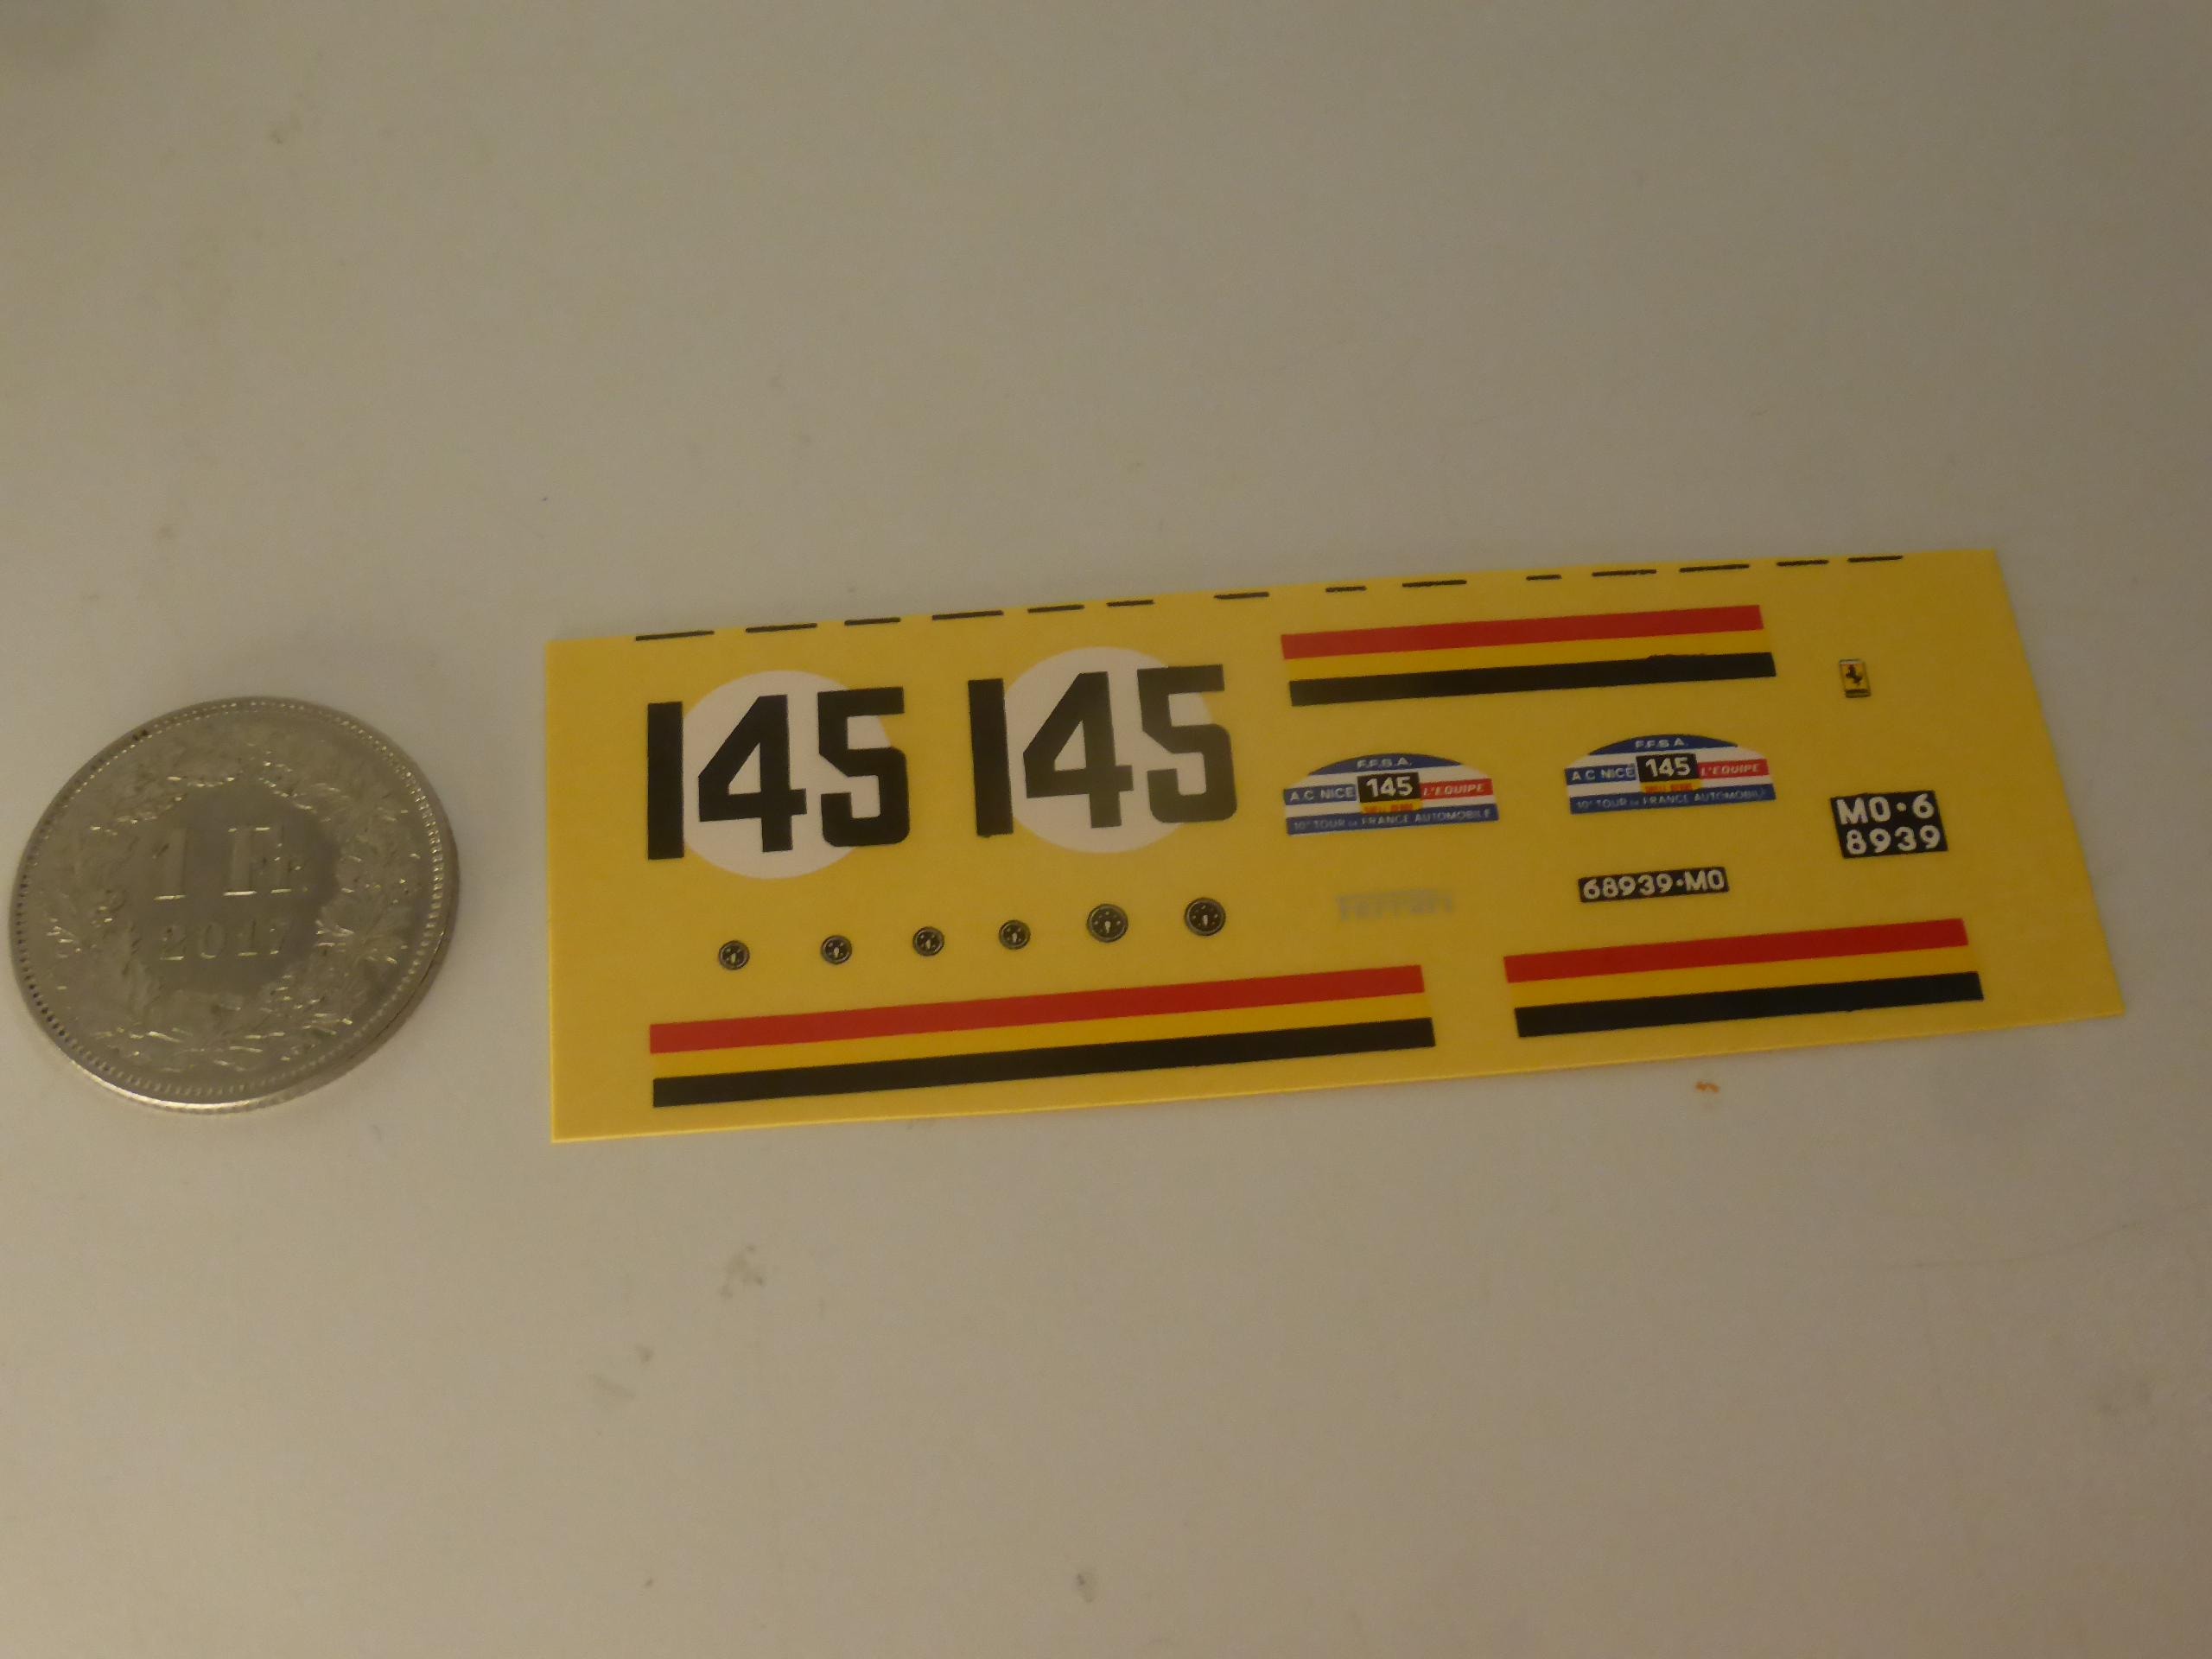 1 Fr.
2017
145
145
F.F.S.A.
A.C NICE 145 L'EQUIPE
10e TOUR DE FRANCE AUTOMOBILE
F.F.S.A.
A.C NICE 145 L'EQUIPE
10e TOUR DE FRANCE AUTOMOBILE
MO•6
8939
68939•MO
Ferrari